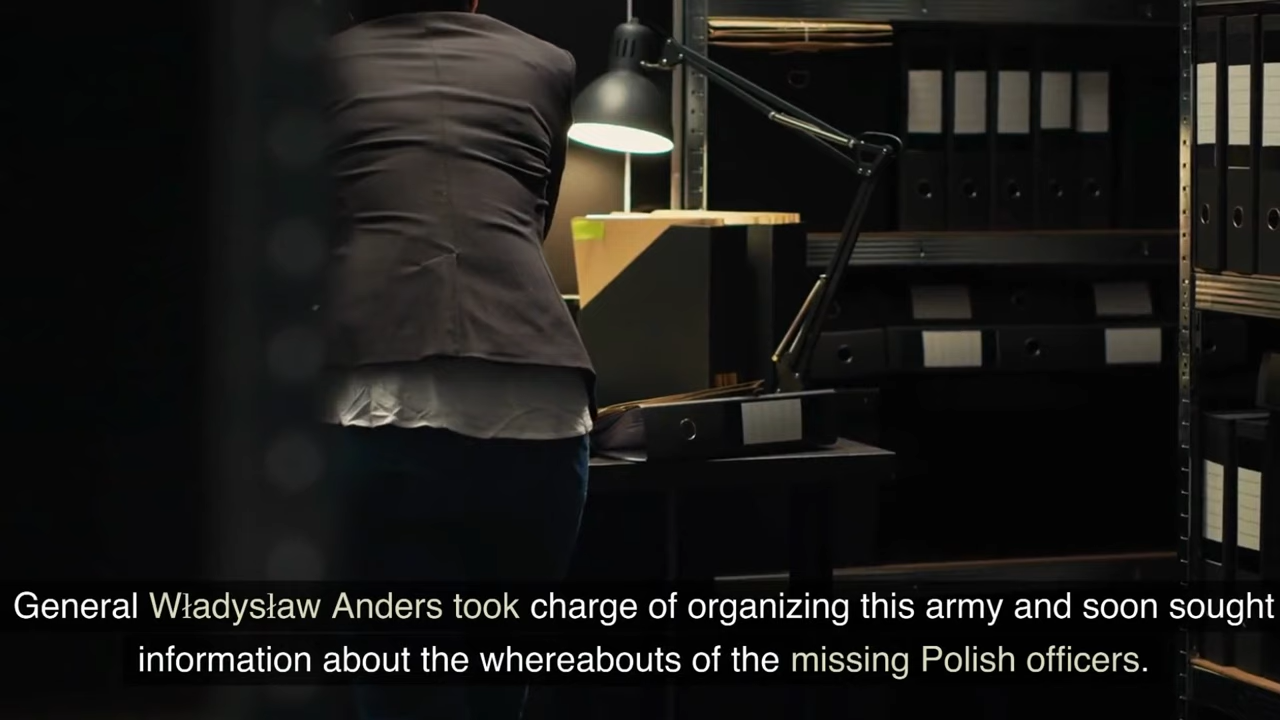 General Władysław Anders took charge of organizing this army and soon sought
information about the whereabouts of the missing Polish officers.